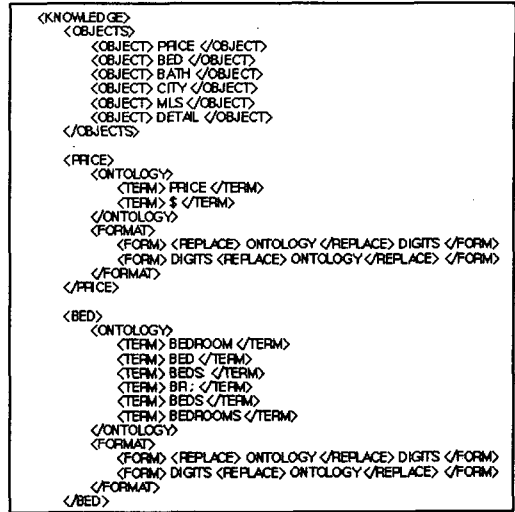 <KNOWLEDGE>
<OBJECTS>
<OBJECT> PRICE </OBJECT>
<OBJECT> BED </OBJECT>
<OBJECT> BATH </OBJECT>
<OBJECT> CITY </OBJECT>
<OBJECT> MLS </OBJECT>
<OBJECT> DETAIL </OBJECT>
</OBJECTS>
<PRICE>
<ONTOLOGY>
<TERM> PRICE </TERM>
<TERM> $ </TERM>
</ONTOLOGY>
<FORMAT>
<FORM> <REPLACE> ONTOLOGY </REPLACE> DIGITS </FORM>
<FORM> DIGITS <REPLACE> ONTOLOGY </REPLACE> </FORM>
</FORMAT>
</PRICE>
<BED>
<ONTOLOGY>
<TERM> BEDROOM </TERM>
<TERM> BED </TERM>
<TERM> BEDS: </TERM>
<TERM> BR ; </TERM>
<TERM> BEDS </TERM>
<TERM> BEDROOMS </TERM>
</ONTOLOGY>
<FORMAT>
<FORM> <REPLACE> ONTOLOGY </REPLACE> DIGITS </FORM>
<FORM> DIGITS <REPLACE> ONTOLOGY </REPLACE> </FORM>
</FORMAT>
</BED>